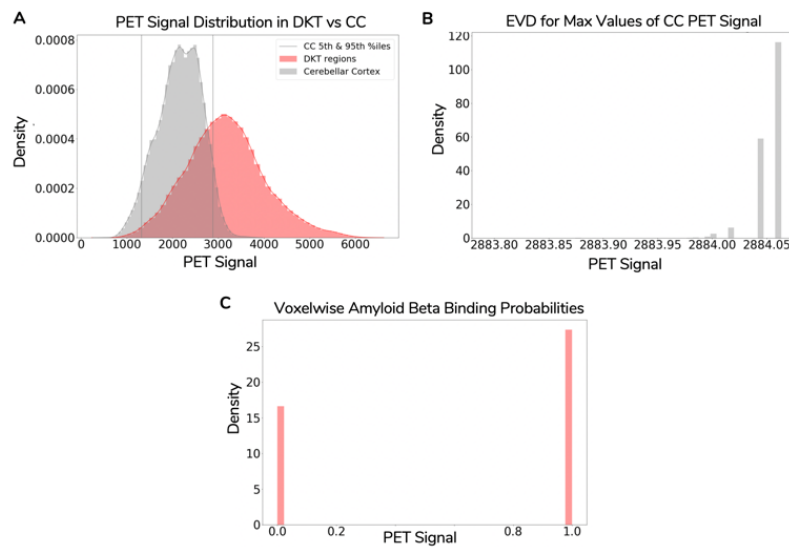 A
PET Signal Distribution in DKT vs CC
0.0008
0.0006
0.0004
0.0002
0.0000
Density
CC 5th & 95th %iles
DKT regions
Cerebellar Cortex
0 1000 2000 3000 4000 5000 6000
PET Signal
B
EVD for Max Values of CC PET Signal
120
100
80
60
40
20
0
Density
2883.80 2883.85 2883.90 2883.95 2884.00 2884.05
PET Signal
C
Voxelwise Amyloid Beta Binding Probabilities
25
20
15
10
5
0
Density
0.0 0.2 0.8 1.0
PET Signal